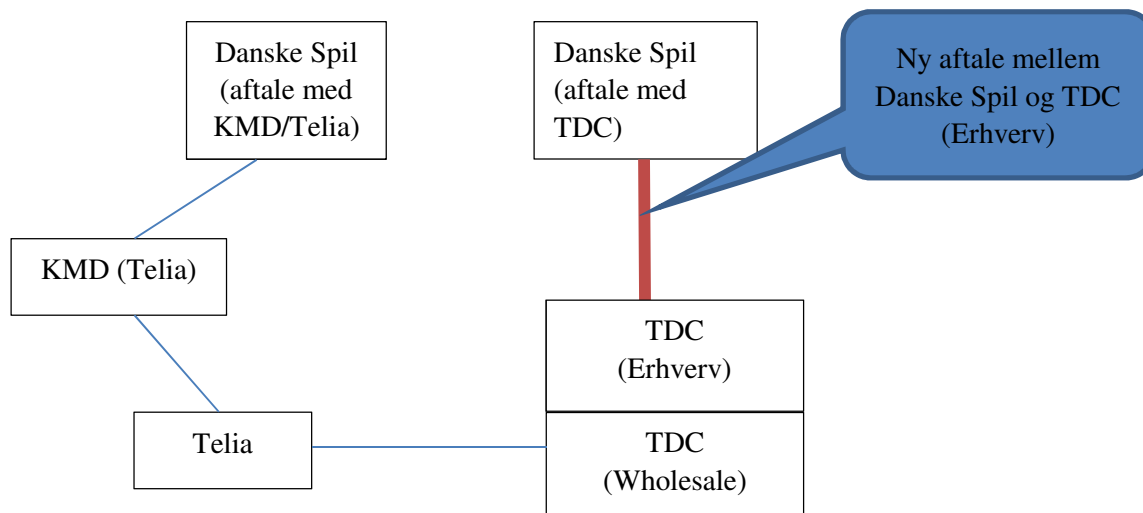 Danske Spil
(aftale med
KMD/Telia)
Danske Spil
(aftale med
TDC)
Ny aftale mellem
Danske Spil og TDC
(Erhverv)
KMD (Telia)
TDC
(Erhverv)
Telia
TDC
(Wholesale)